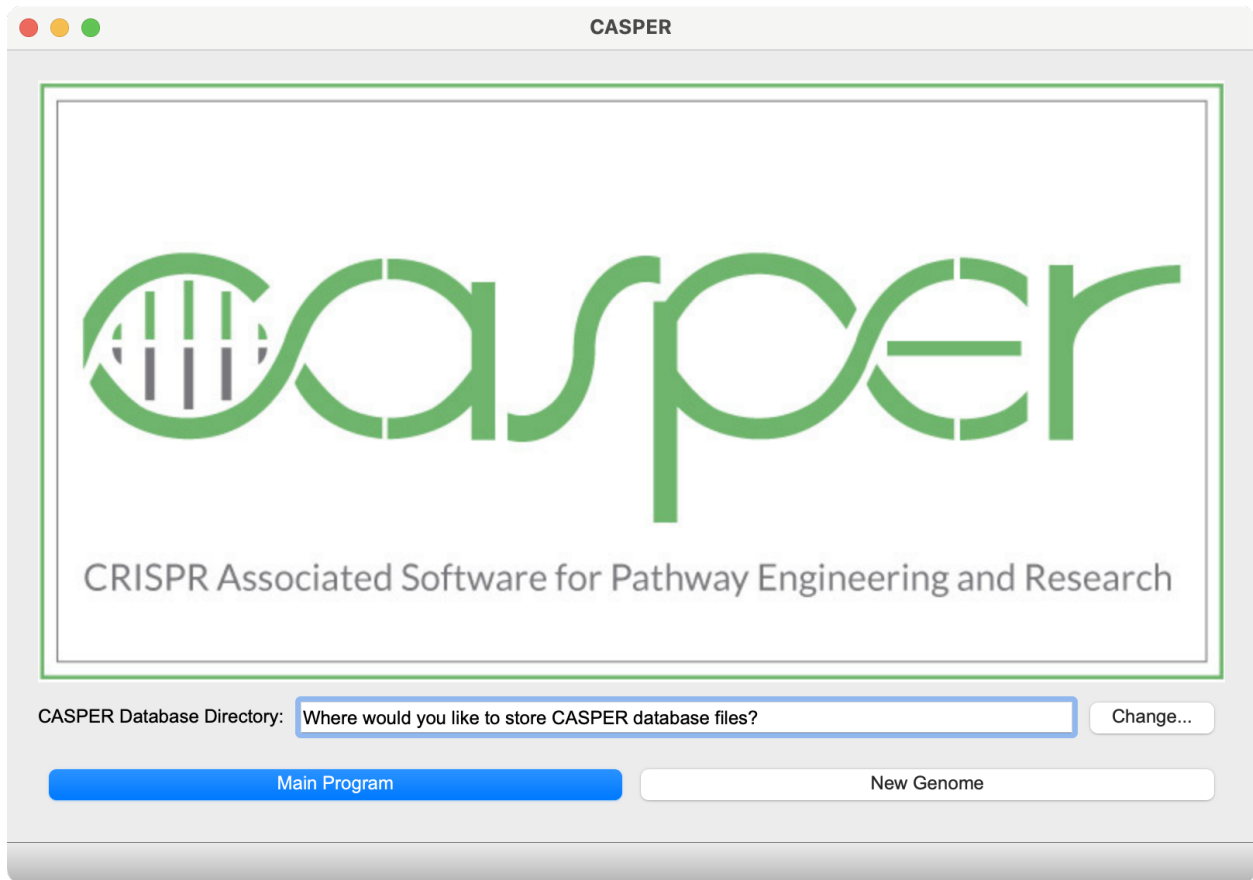 CASPER
casper
CRISPR Associated Software for Pathway Engineering and Research
CASPER Database Directory: Where would you like to store CASPER database files? Change...
Main Program New Genome